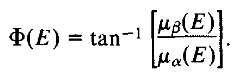 Φ(E) = tan⁻¹ [μ_β(E) / μ_α(E)].